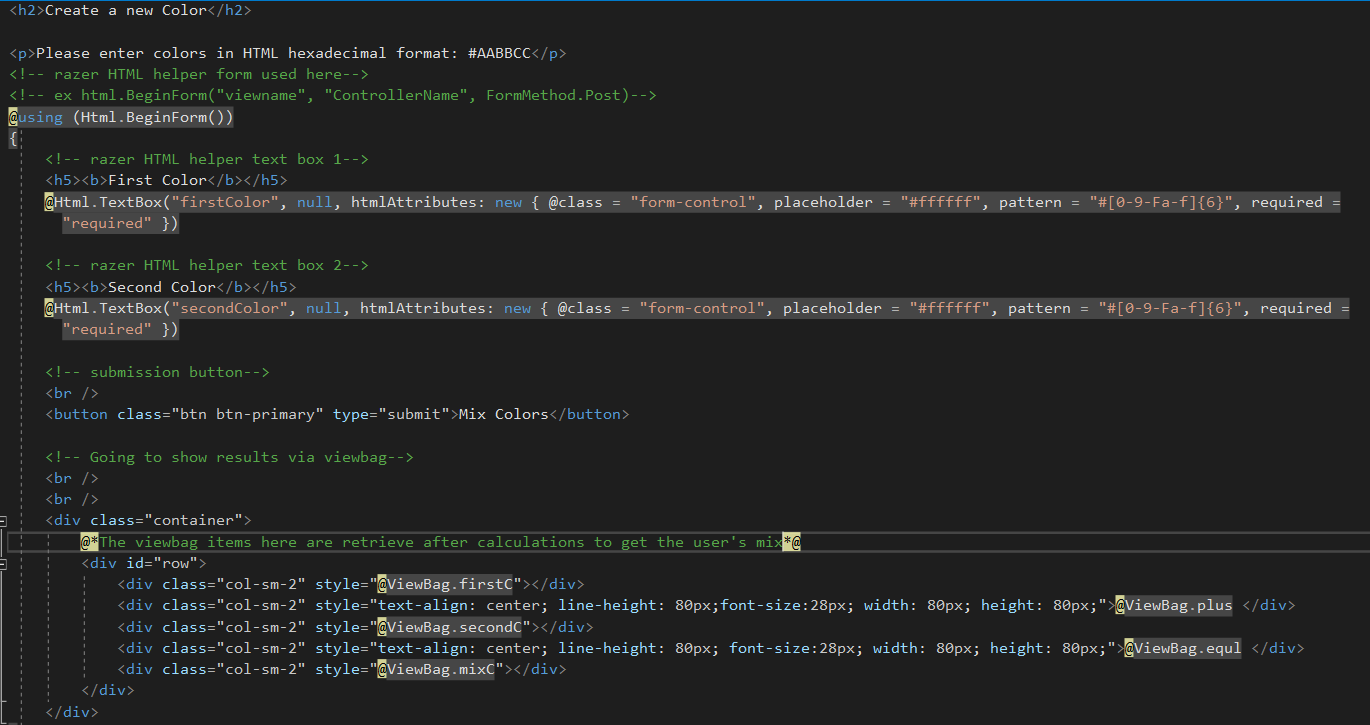 <h2>Create a new Color</h2>
<p>Please enter colors in HTML hexadecimal format: #AABBCC</p>
<!-- razer HTML helper form used here-->
<!-- ex html.BeginForm("viewname", "ControllerName", FormMethod.Post)-->
@using (Html.BeginForm())
{
<!-- razer HTML helper text box 1-->
<h5><b>First Color</b></h5>
@Html.TextBox("firstColor", null, htmlAttributes: new { @class = "form-control", placeholder = "#ffffff", pattern = "#[0-9-Fa-f]{6}", required =
"required" })
<!-- razer HTML helper text box 2-->
<h5><b>Second Color</b></h5>
@Html.TextBox("secondColor", null, htmlAttributes: new { @class = "form-control", placeholder = "#ffffff", pattern = "#[0-9-Fa-f]{6}", required =
"required" })
<!-- submission button-->
<br />
<button class="btn btn-primary" type="submit">Mix Colors</button>
<!-- Going to show results via viewbag-->
<br />
<br />
<div class="container">
@*The viewbag items here are retrieve after calculations to get the user's mix*@
<div id="row">
<div class="col-sm-2" style="@ViewBag.firstC"></div>
<div class="col-sm-2" style="text-align: center; line-height: 80px;font-size:28px; width: 80px; height: 80px;">@ViewBag.plus </div>
<div class="col-sm-2" style="@ViewBag.secondC"></div>
<div class="col-sm-2" style="text-align: center; line-height: 80px; font-size:28px; width: 80px; height: 80px;">@ViewBag.equl </div>
<div class="col-sm-2" style="@ViewBag.mixC"></div>
</div>
</div>